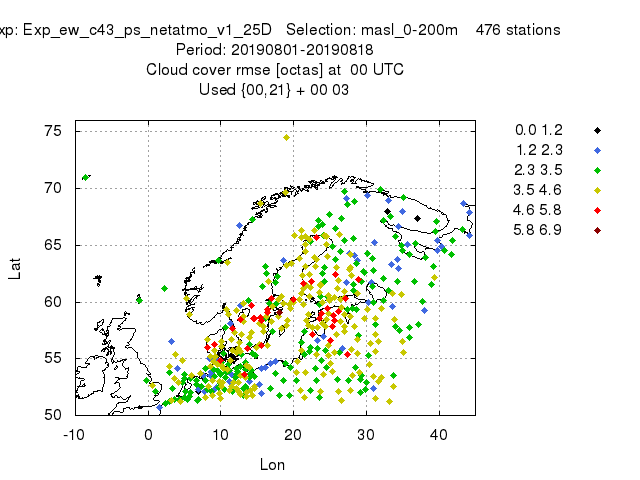 xp: Exp_ew_c43_ps_netatmo_v1_25D Selection: masl_0-200m 476 stations
Period: 20190801-20190818
Cloud cover rmse [octas] at 00 UTC
Used {00,21} + 00 03
75
70
65
60
55
50
Lat
-10 0 10 20 30 40
Lon
0.0 1.2
1.2 2.3
2.3 3.5
3.5 4.6
4.6 5.8
5.8 6.9